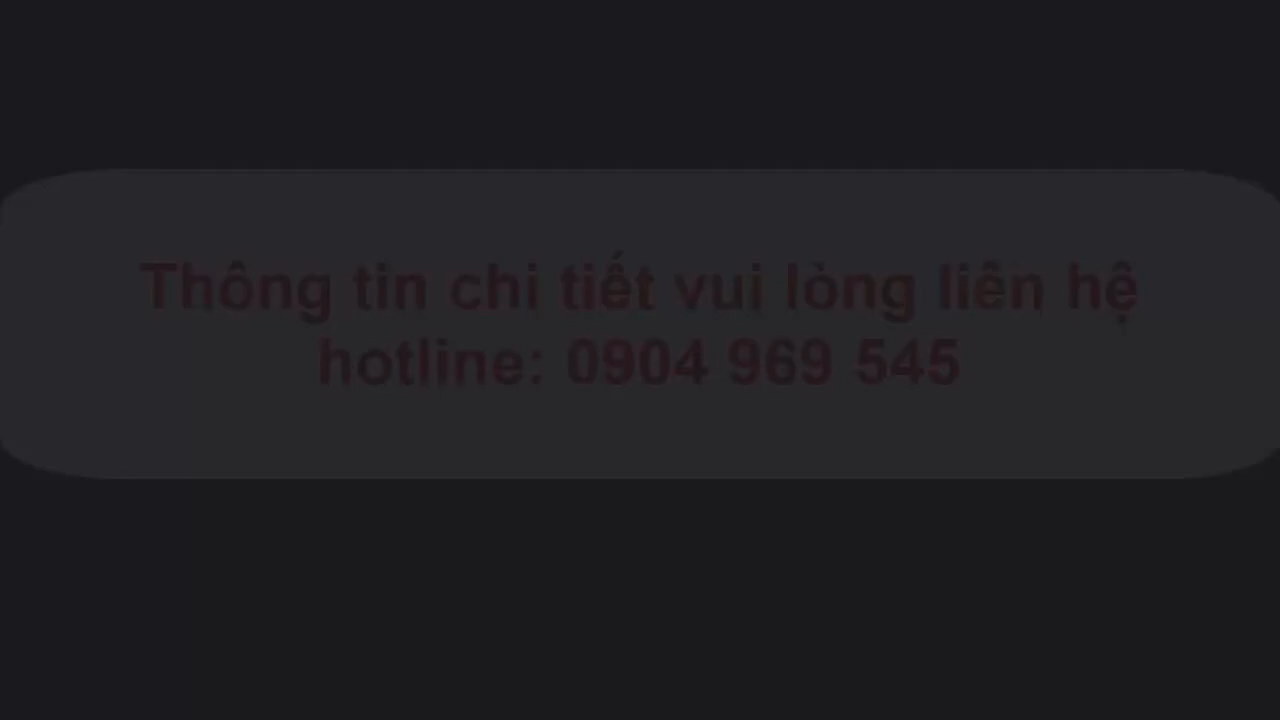 Thông tin chi tiết vui lòng liên hệ
hotline: 0904 969 545